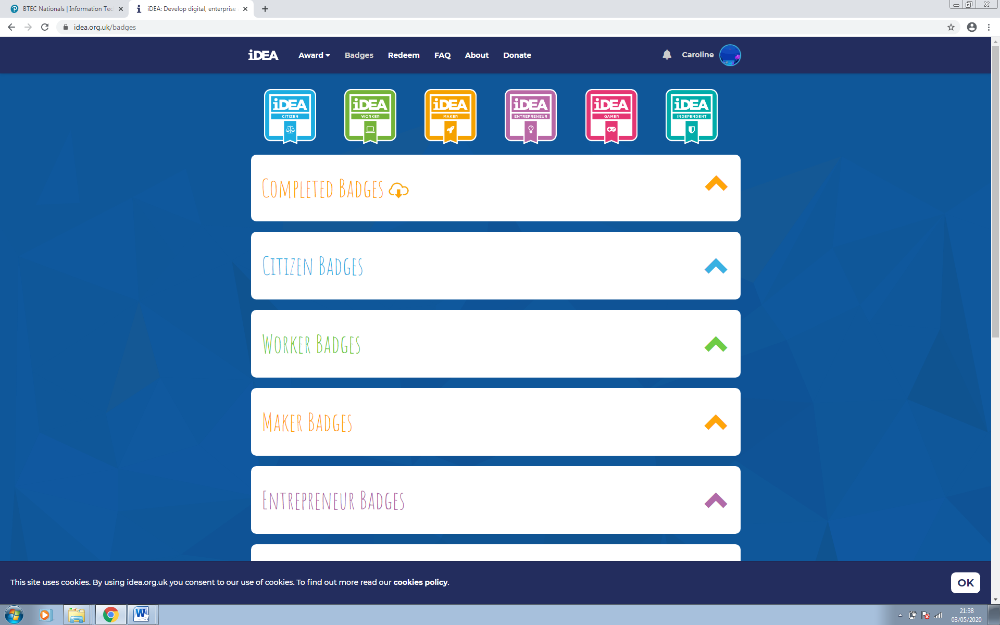 BTEC Nationals | Information Tec
iDEA: Develop digital, enterprise
idea.org.uk/badges
iDEA
Award
Badges
Redeem
FAQ
About
Donate
Caroline
iDEA CITIZEN
iDEA WORKER
iDEA MAKER
iDEA ENTREPRENEUR
iDEA GAMER
iDEA INDEPENDENT
Completed Badges
Citizen Badges
Worker Badges
Maker Badges
Entrepreneur Badges
This site uses cookies. By using idea.org.uk you consent to our use of cookies. To find out more read our cookies policy.
OK
21:38
03/05/2020